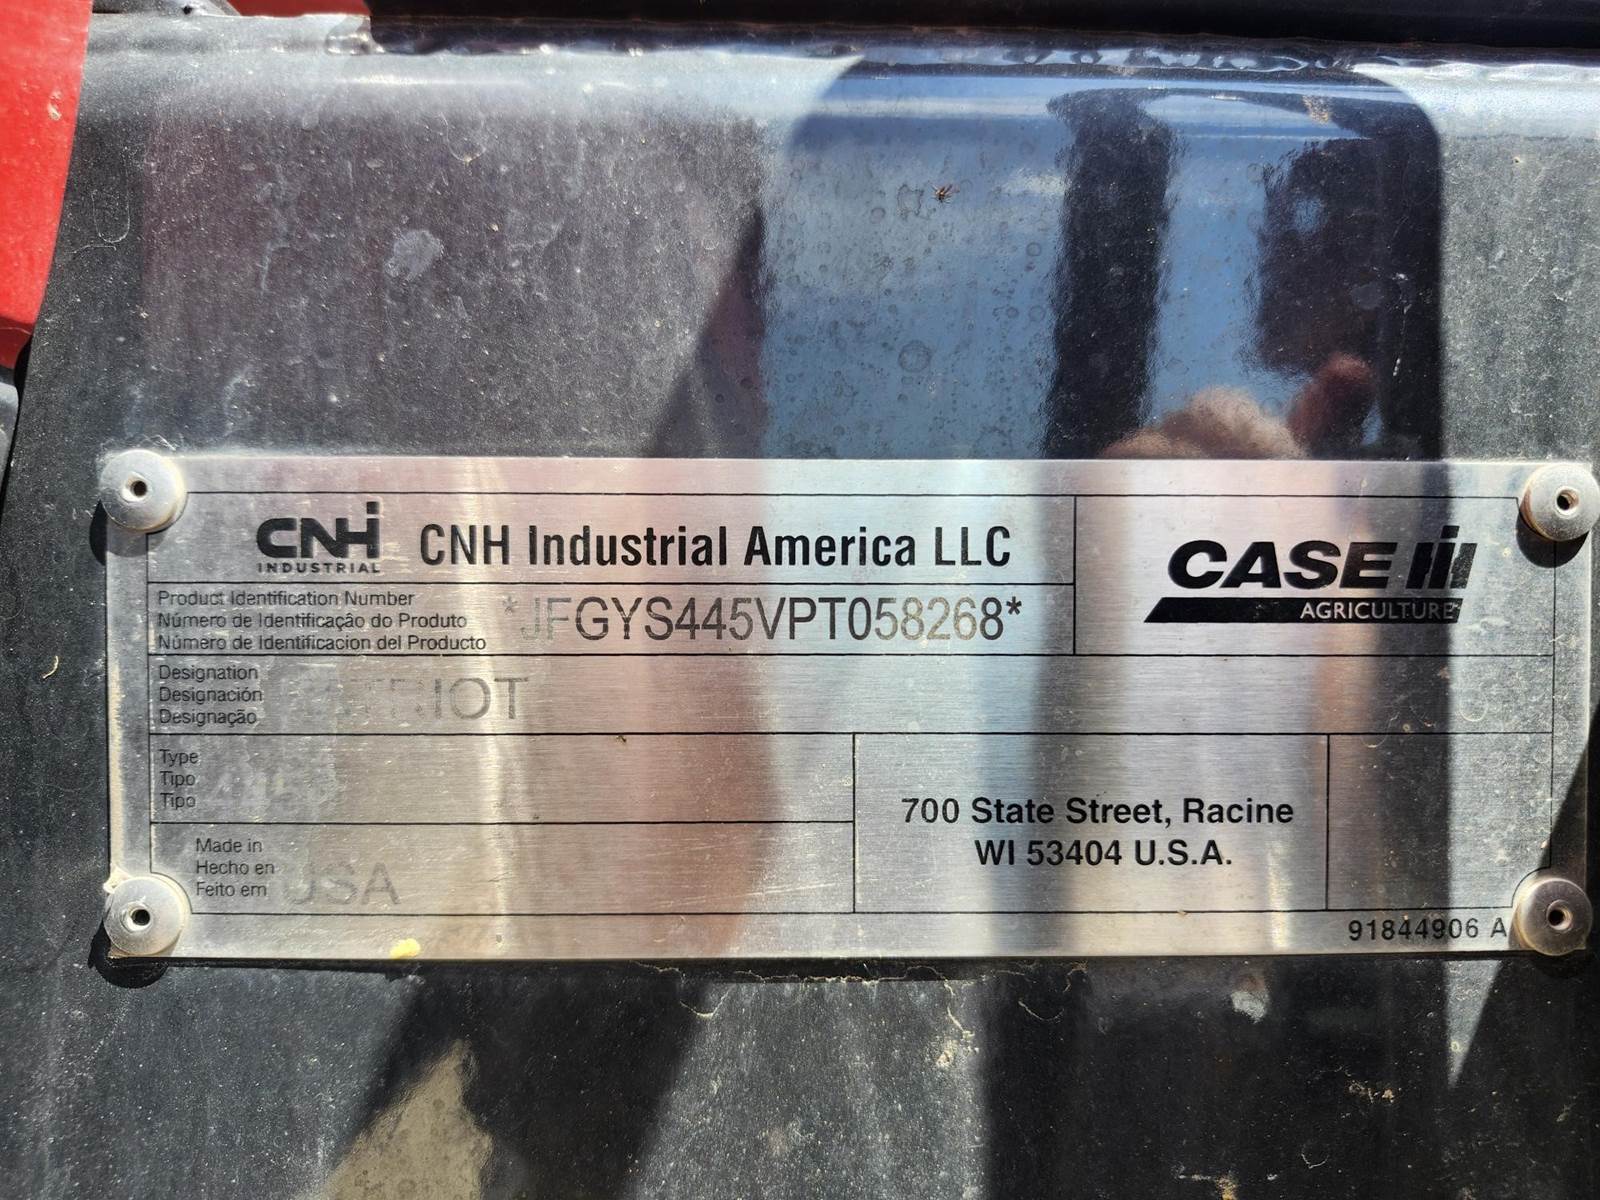 CNH INDUSTRIAL
CNH Industrial America LLC
CASE IH
AGRICULTURE
Product Identification Number
Número de Identificação do Produto
Número de Identificacion del Producto
*JFGYS445VPT058268*
Designation
Designación
Designação
PATRIOT
Type
Tipo
Tipo
700 State Street, Racine
WI 53404 U.S.A.
Made in
Hecho en
Feito em
USA
91844906 A